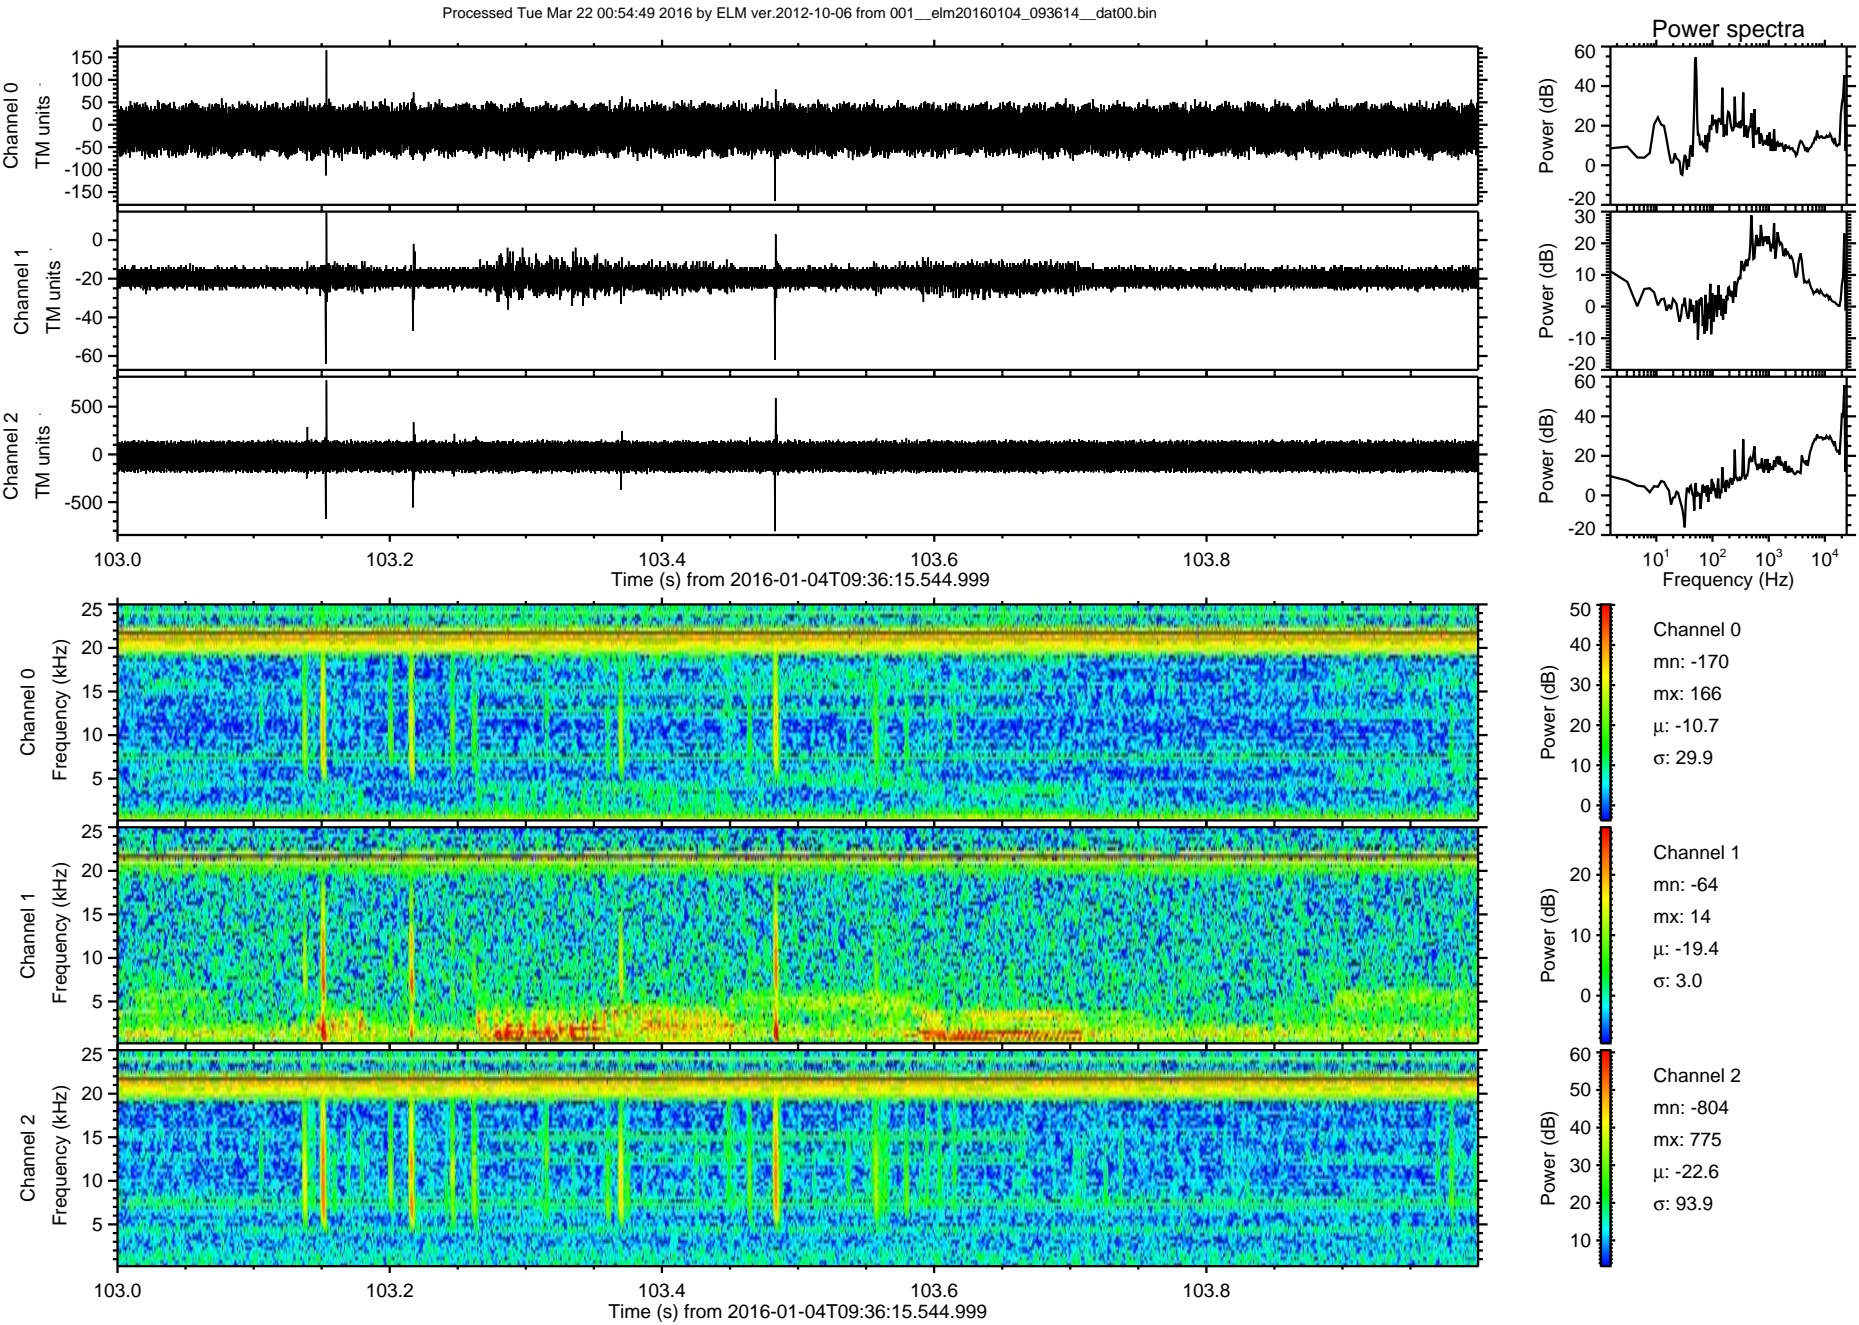 Processed Tue Mar 22 00:54:49 2016 by ELM ver.2012-10-06 from 001__elm20160104_093614__dat00.bin
Power spectra
Channel 0
TM units
150
100
50
0
-50
-100
-150
Power (dB)
60
40
20
0
-20
Channel 1
TM units
0
-20
-40
-60
Power (dB)
30
20
10
0
-10
-20
Channel 2
TM units
500
0
-500
Power (dB)
60
40
20
0
-20
103.0 103.2 103.4 103.6 103.8
Time (s) from 2016-01-04T09:36:15.544.999
10^1 10^2 10^3 10^4
Frequency (Hz)
Channel 0
Frequency (kHz)
25
20
15
10
5
Power (dB)
50
40
30
20
10
0
Channel 0
mn: -170
mx: 166
μ: -10.7
σ: 29.9
Channel 1
Frequency (kHz)
25
20
15
10
5
Power (dB)
20
10
0
Channel 1
mn: -64
mx: 14
μ: -19.4
σ: 3.0
Channel 2
Frequency (kHz)
25
20
15
10
5
Power (dB)
60
50
40
30
20
10
Channel 2
mn: -804
mx: 775
μ: -22.6
σ: 93.9
103.0 103.2 103.4 103.6 103.8
Time (s) from 2016-01-04T09:36:15.544.999